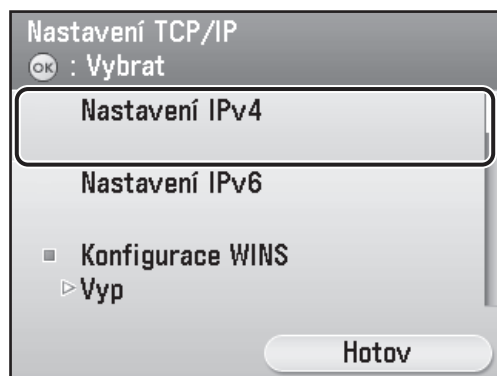 Nastavení TCP/IP
OK : Vybrat
Nastavení IPv4
Nastavení IPv6
Konfigurace WINS
Vyp
Hotov